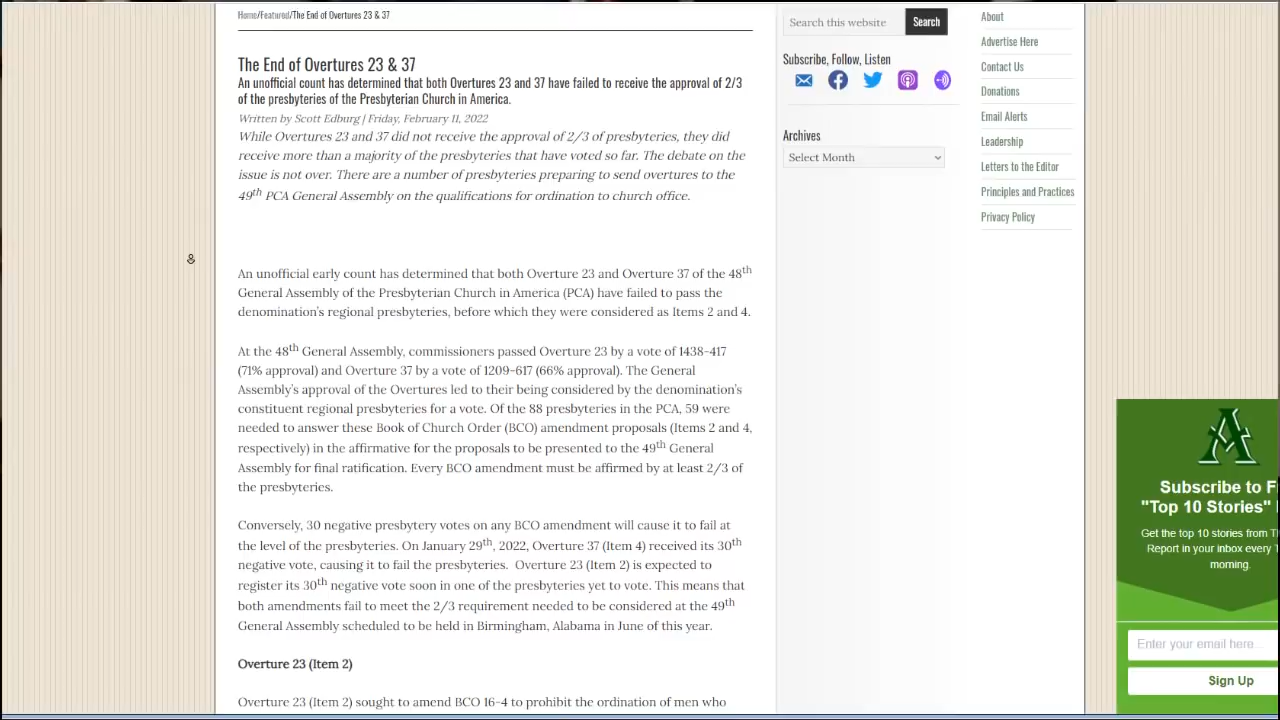 Home/Featured/The End of Overtures 23 & 37
The End of Overtures 23 & 37
An unofficial count has determined that both Overtures 23 and 37 have failed to receive the approval of 2/3
of the presbyteries of the Presbyterian Church in America.
Written by Scott Edburg | Friday, February 11, 2022
While Overtures 23 and 37 did not receive the approval of 2/3 of presbyteries, they did
receive more than a majority of the presbyteries that have voted so far. The debate on the
issue is not over. There are a number of presbyteries preparing to send overtures to the
49th PCA General Assembly on the qualifications for ordination to church office.
An unofficial early count has determined that both Overture 23 and Overture 37 of the 48th
General Assembly of the Presbyterian Church in America (PCA) have failed to pass the
denomination's regional presbyteries, before which they were considered as Items 2 and 4.
At the 48th General Assembly, commissioners passed Overture 23 by a vote of 1438-417
(71% approval) and Overture 37 by a vote of 1209-617 (66% approval). The General
Assembly's approval of the Overtures led to their being considered by the denomination's
constituent regional presbyteries for a vote. Of the 88 presbyteries in the PCA, 59 were
needed to answer these Book of Church Order (BCO) amendment proposals (Items 2 and 4,
respectively) in the affirmative for the proposals to be presented to the 49th General
Assembly for final ratification. Every BCO amendment must be affirmed by at least 2/3 of
the presbyteries.
Conversely, 30 negative presbytery votes on any BCO amendment will cause it to fail at
the level of the presbyteries. On January 29th, 2022, Overture 37 (Item 4) received its 30th
negative vote, causing it to fail the presbyteries. Overture 23 (Item 2) is expected to
register its 30th negative vote soon in one of the presbyteries yet to vote. This means that
both amendments fail to meet the 2/3 requirement needed to be considered at the 49th
General Assembly scheduled to be held in Birmingham, Alabama in June of this year.
Overture 23 (Item 2)
Overture 23 (Item 2) sought to amend BCO 16-4 to prohibit the ordination of men who
Search this website
Search
Subscribe, Follow, Listen
Archives
Select Month
About
Advertise Here
Contact Us
Donations
Email Alerts
Leadership
Letters to the Editor
Principles and Practices
Privacy Policy
A
Subscribe to F
"Top 10 Stories"
Get the top 10 stories from T
Report in your inbox every
morning.
Enter your email here...
Sign Up